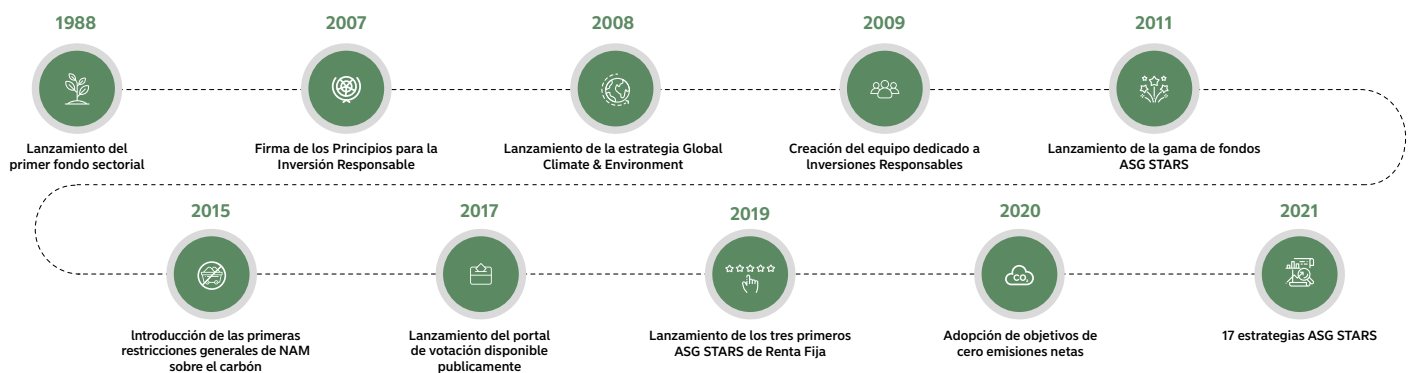 1988
Lanzamiento del
primer fondo sectorial
2007
Firma de los Principios para la
Inversión Responsable
2008
Lanzamiento de la estrategia Global
Climate & Environment
2009
Creación del equipo dedicado a
Inversiones Responsables
2011
Lanzamiento de la gama de fondos
ASG STARS
2015
Introducción de las primeras
restricciones generales de NAM
sobre el carbón
2017
Lanzamiento del portal
de votación disponible
publicamente
2019
Lanzamiento de los tres primeros
ASG STARS de Renta Fija
2020
CO₂
Adopción de objetivos de
cero emisiones netas
2021
17 estrategias ASG STARS